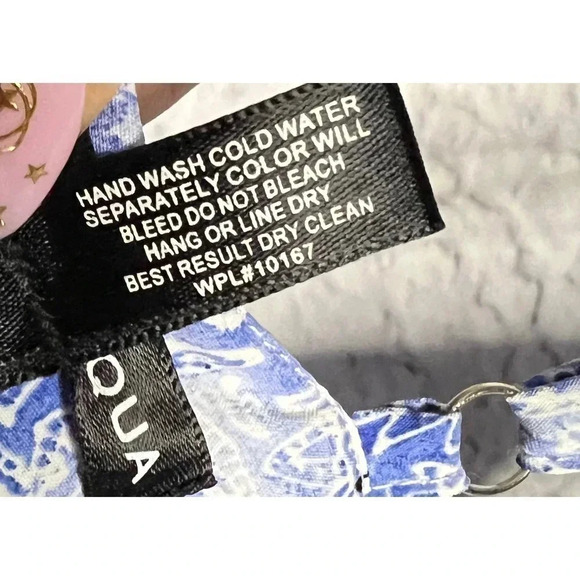 HAND WASH COLD WATER
SEPARATELY COLOR WILL
BLEED DO NOT BLEACH
HANG OR LINE DRY
BEST RESULT DRY CLEAN
WPL#10167
QUA